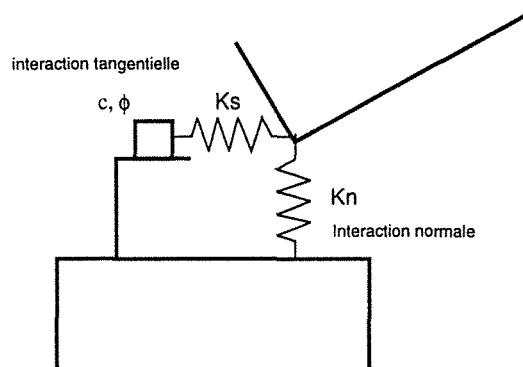 interaction tangentielle
c, ϕ
Ks
Kn
Interaction normale